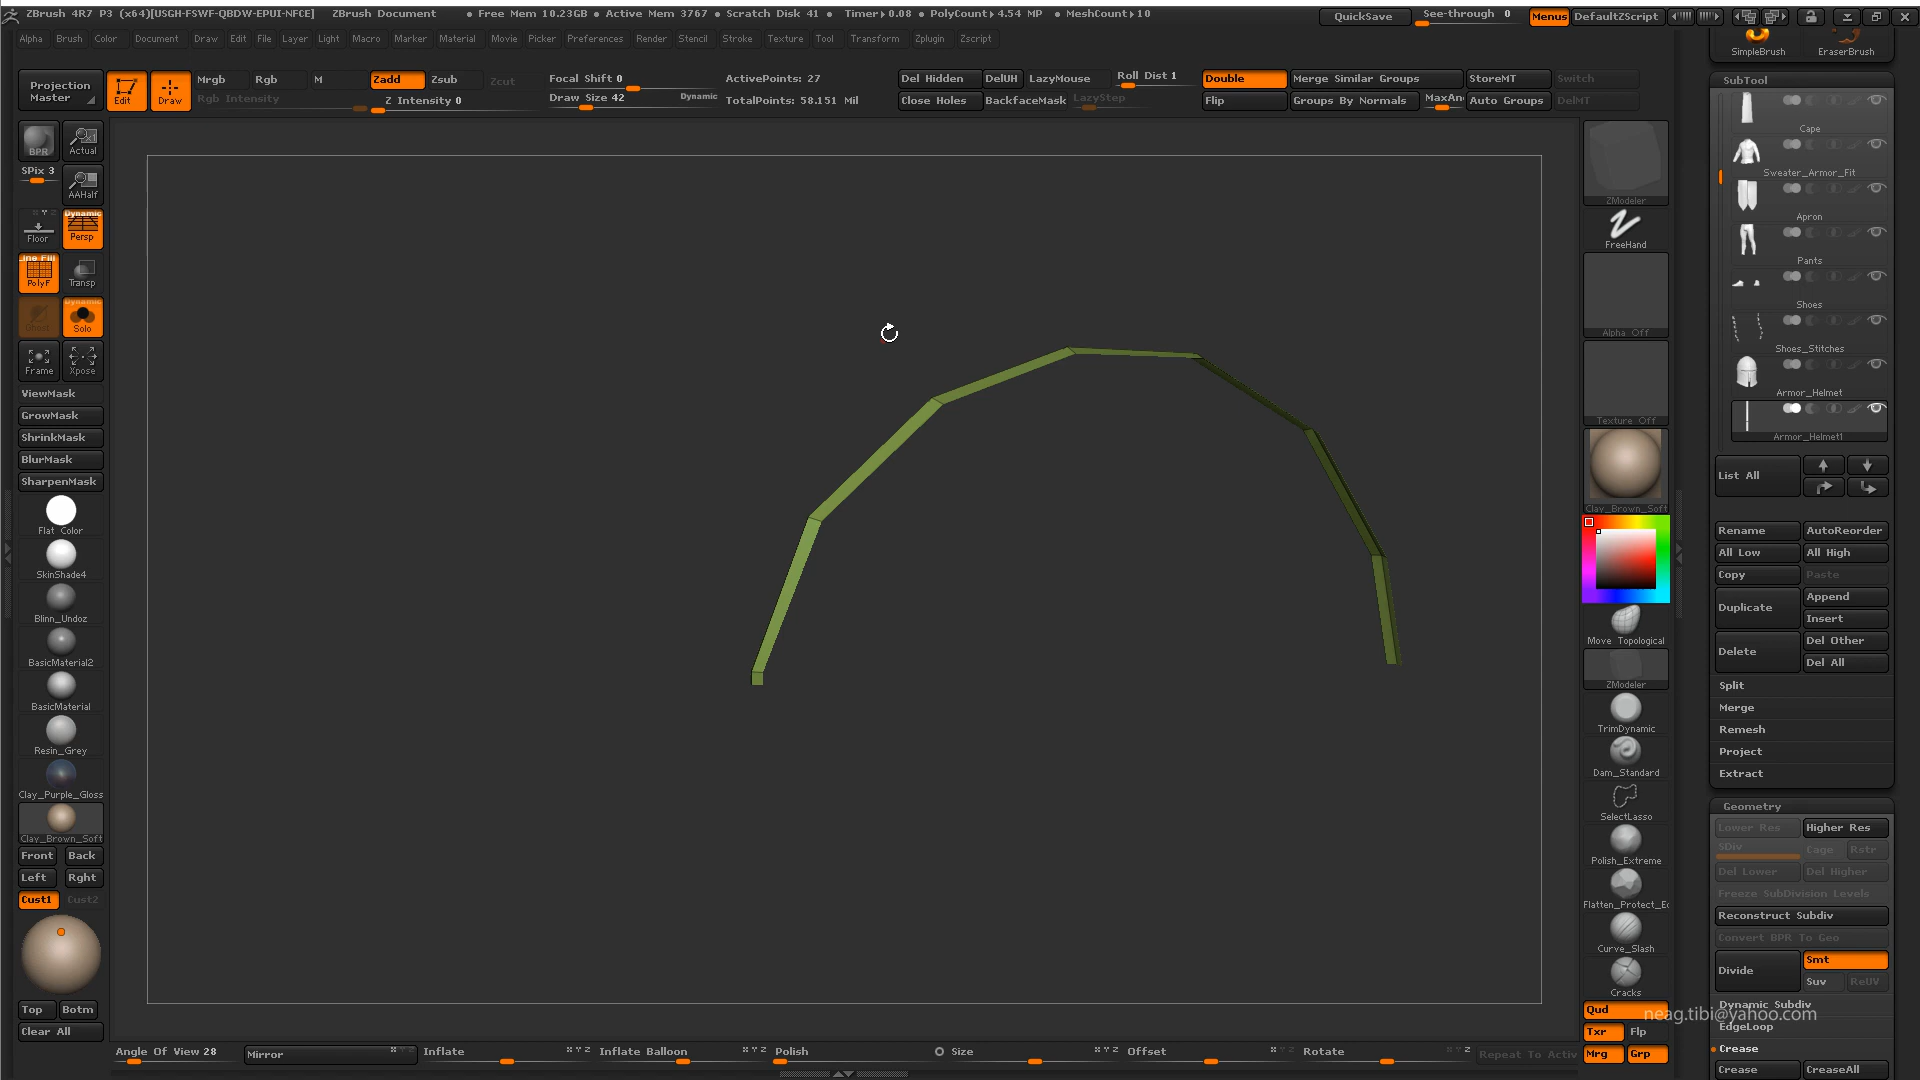 ZBrush 4R7 P3 (x64)[USGH-FSWF-QBDW-EPUI-NFCE] ZBrush Document • Free Mem 10.23GB • Active Mem 3767 • Scratch Disk 41 • Timer▸0.08 • PolyCount▸4.54 MP • MeshCount▸10 QuickSave See-through 0 Menus DefaultZScript
Alpha Brush Color Document Draw Edit File Layer Light Macro Marker Material Movie Picker Preferences Render Stencil Stroke Texture Tool Transform Zplugin Zscript
SimpleBrush EraserBrush
Projection Master Edit Draw
Mrgb Rgb M Zadd Zsub Zcut
Rgb Intensity Z Intensity 0
Focal Shift 0
Draw Size 42 Dynamic
ActivePoints: 27
TotalPoints: 58.151 Mil
Del Hidden DelUH LazyMouse Roll Dist 1
Close Holes BackfaceMask LazyStep
Double Merge Similar Groups StoreMT Switch
Flip Groups By Normals MaxAn Auto Groups DelMT
BPR Actual
SPix 3
AAHalf
Floor
Dynamic
Persp
Line Fill
PolyF
Transp
Ghost
Dynamic
Solo
Frame Xpose
ViewMask
GrowMask
ShrinkMask
BlurMask
SharpenMask
Flat Color
SkinShade4
Blinn_Undoz
BasicMaterial2
BasicMaterial
Resin_Grey
Clay_Purple_Gloss
Clay_Brown_Soft
Front Back
Left Rght
Cust1 Cust2
Top Botm
Clear All
Angle Of View 28 Mirror Inflate Inflate Balloon Polish Size Offset Rotate Repeat To Activ
ZModeler
FreeHand
Alpha Off
Texture Off
Clay_Brown_Soft
Move Topological
ZModeler
TrimDynamic
Dam_Standard
SelectLasso
Polish_Extreme
Flatten_Protect_Ec
Curve_Slash
Cracks
Qud
Txr Flp
Mrg Grp
SubTool
Cape
Sweater_Armor_Fit
Apron
Pants
Shoes
Shoes_Stitches
Armor_Helmet
Armor_Helmet1
List All
Rename AutoReorder
All Low All High
Copy Paste
Duplicate Append
Insert
Delete Del Other
Del All
Split
Merge
Remesh
Project
Extract
Geometry
Lower Res Higher Res
SDiv Cage Rstr
Del Lower Del Higher
Freeze SubDivision Levels
Reconstruct Subdiv
Convert BPR To Geo
Divide Smt
Suv ReUV
Dynamic Subdiv
neag.tibi@yahoo.com
EdgeLoop
Crease
Crease CreaseAll